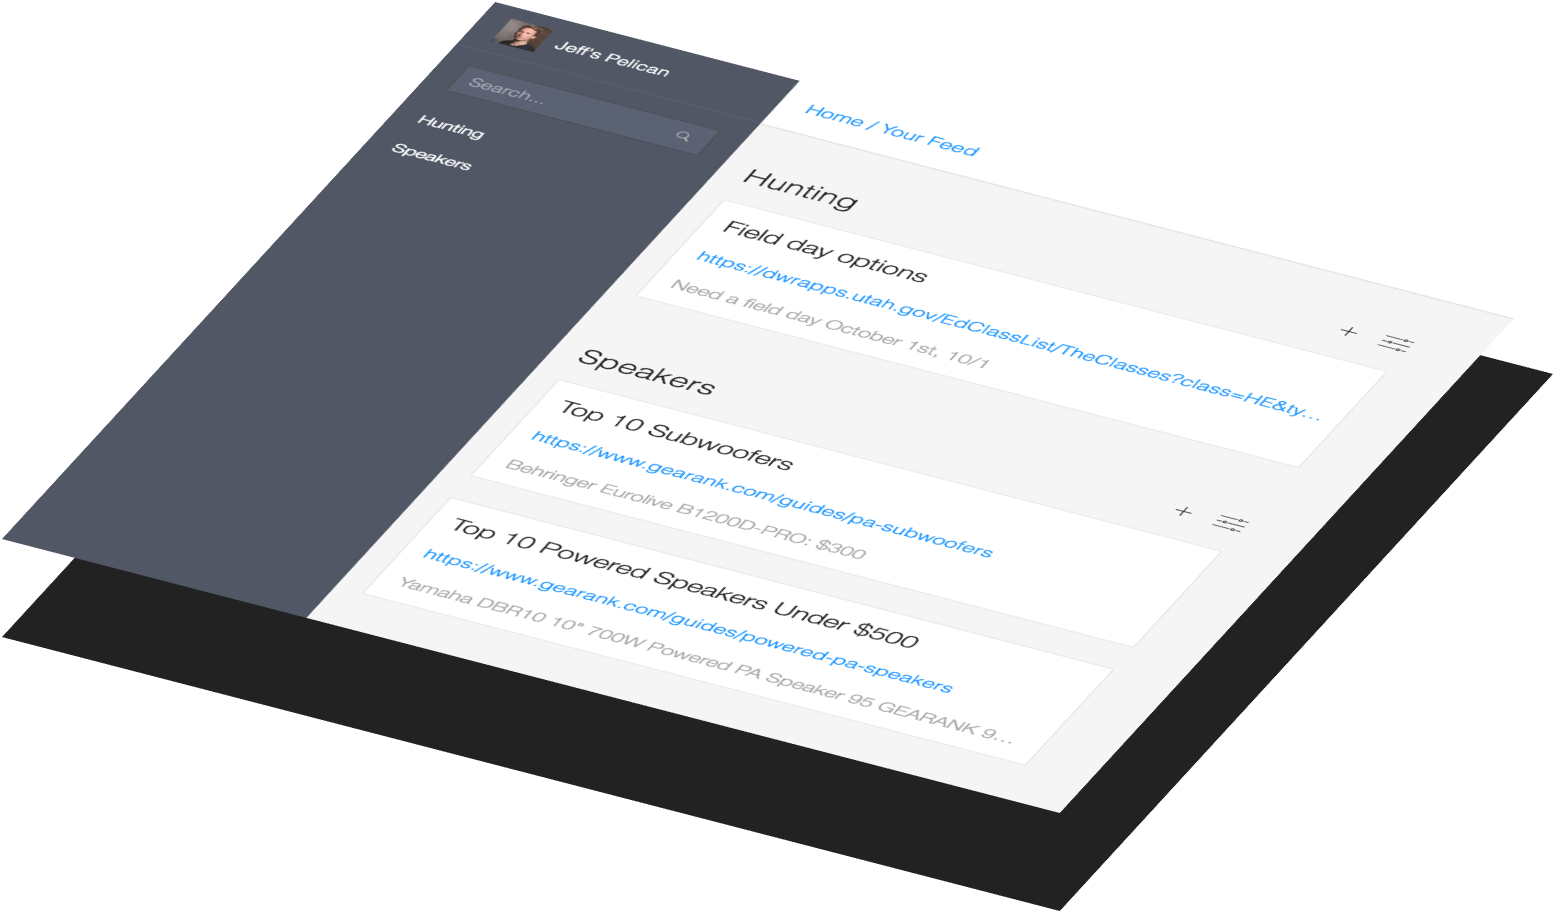 Jeff's Pelican
Search...
Hunting
Speakers
Home / Your Feed
Hunting
Field day options
https://dwrapps.utah.gov/EdClassList/TheClasses?class=HE&ty...
Need a field day October 1st, 10/1
Speakers
Top 10 Subwoofers
https://www.gearank.com/guides/pa-subwoofers
Behringer Eurolive B1200D-PRO: $300
Top 10 Powered Speakers Under $500
https://www.gearank.com/guides/powered-pa-speakers
Yamaha DBR10 10" 700W Powered PA Speaker 95 GEARANK 9...